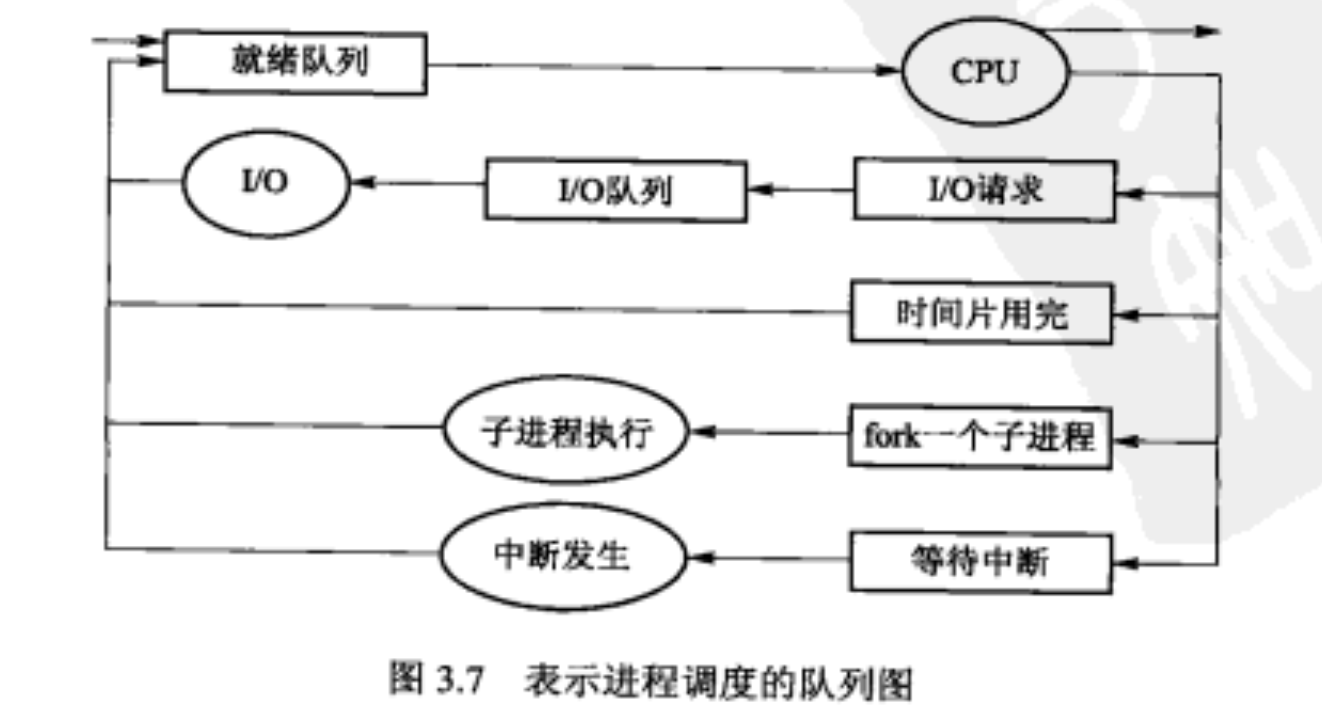 就绪队列
CPU
I/O
I/O队列
I/O请求
时间片用完
子进程执行
fork一个子进程
中断发生
等待中断
图 3.7 表示进程调度的队列图